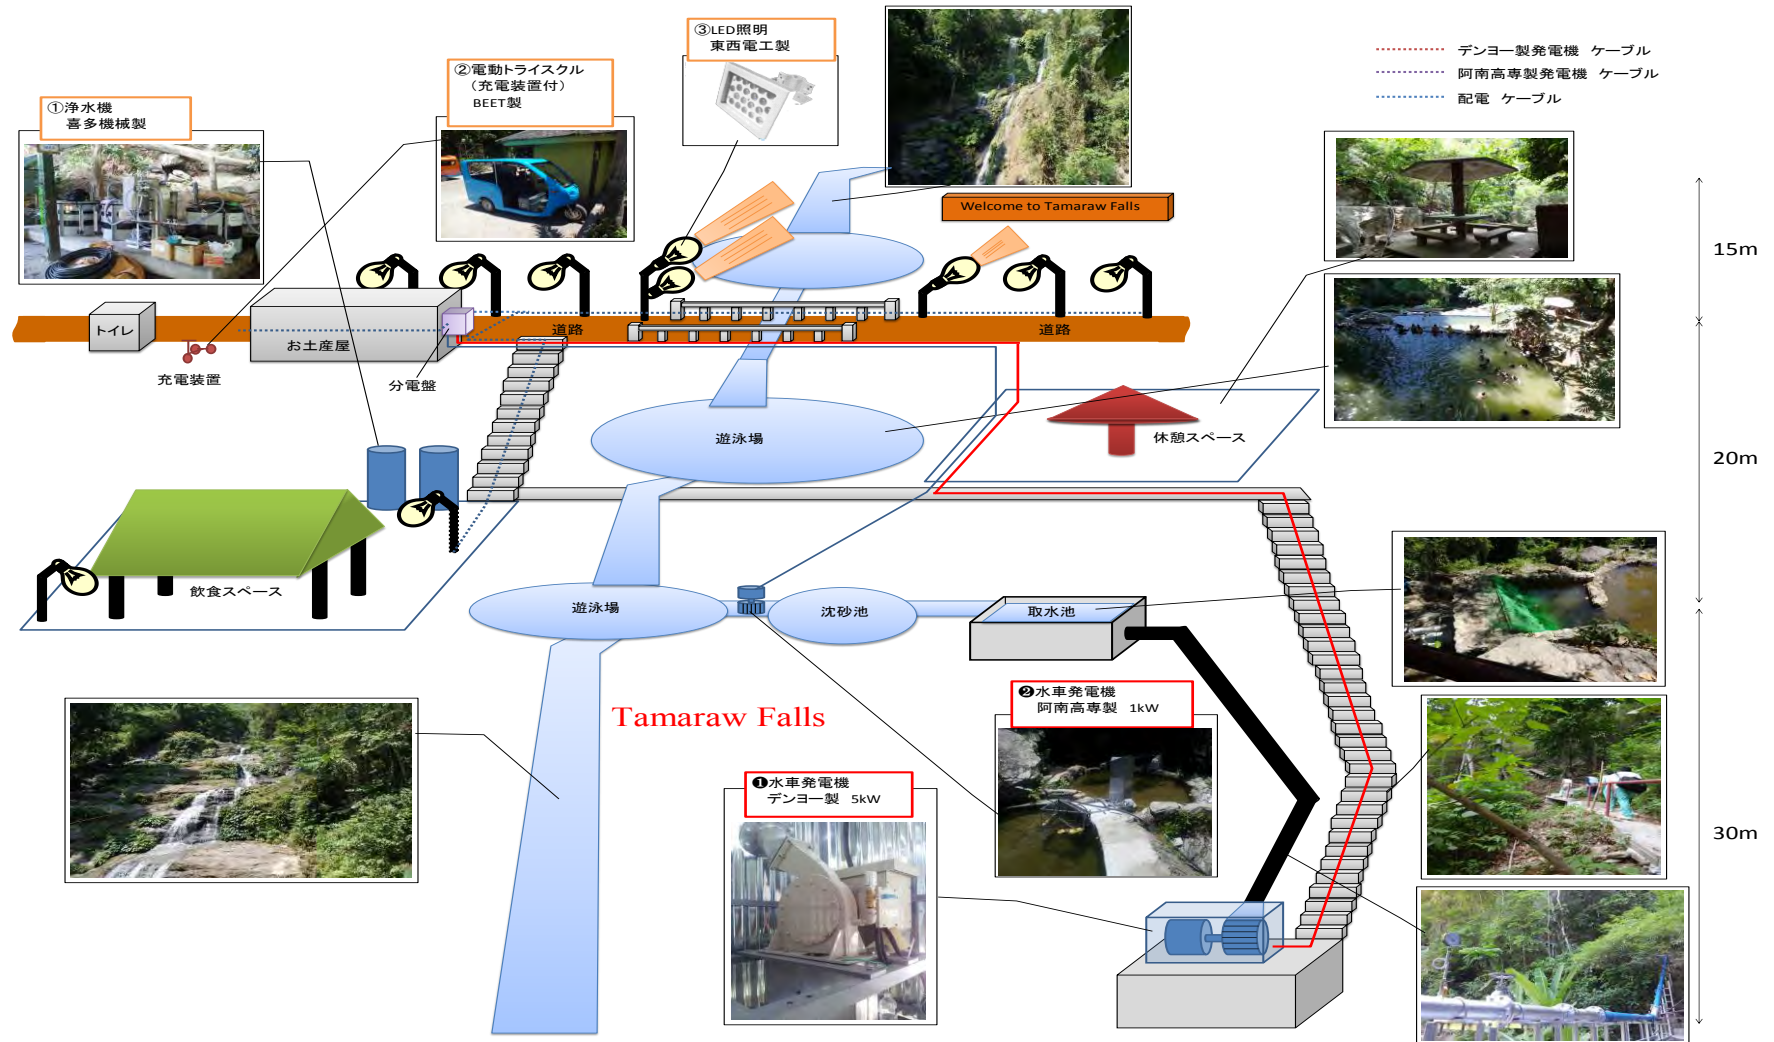 ③LED照明
東西電工製
②電動トライスクル
（充電装置付）
BEET製
①浄水機
喜多機械製
デンヨー製発電機　ケーブル
阿南高専製発電機　ケーブル
配電　ケーブル
Welcome to Tamaraw Falls
15m
トイレ
お土産屋
道路
道路
充電装置
分電盤
遊泳場
休憩スペース
20m
飲食スペース
遊泳場
沈砂池
取水池
Tamaraw Falls
❷水車発電機
阿南高専製　1kW
❶水車発電機
デンヨー製　5kW
30m